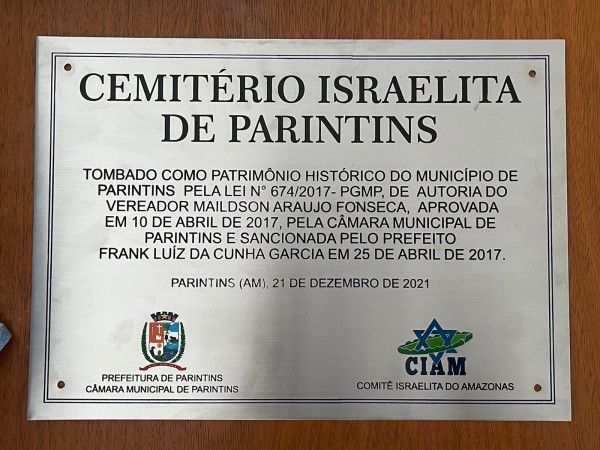 CEMITÉRIO ISRAELITA
DE PARINTINS
TOMBADO COMO PATRIMÔNIO HISTÓRICO DO MUNICÍPIO DE
PARINTINS PELA LEI N° 674/2017- PGMP, DE AUTORIA DO
VEREADOR MAILDSON ARAUJO FONSECA, APROVADA
EM 10 DE ABRIL DE 2017, PELA CÂMARA MUNICIPAL DE
PARINTINS E SANCIONADA PELO PREFEITO
FRANK LUÍZ DA CUNHA GARCIA EM 25 DE ABRIL DE 2017.
PARINTINS (AM), 21 DE DEZEMBRO DE 2021
PREFEITURA DE PARINTINS
CÂMARA MUNICIPAL DE PARINTINS
CIAM
COMITÊ ISRAELITA DO AMAZONAS